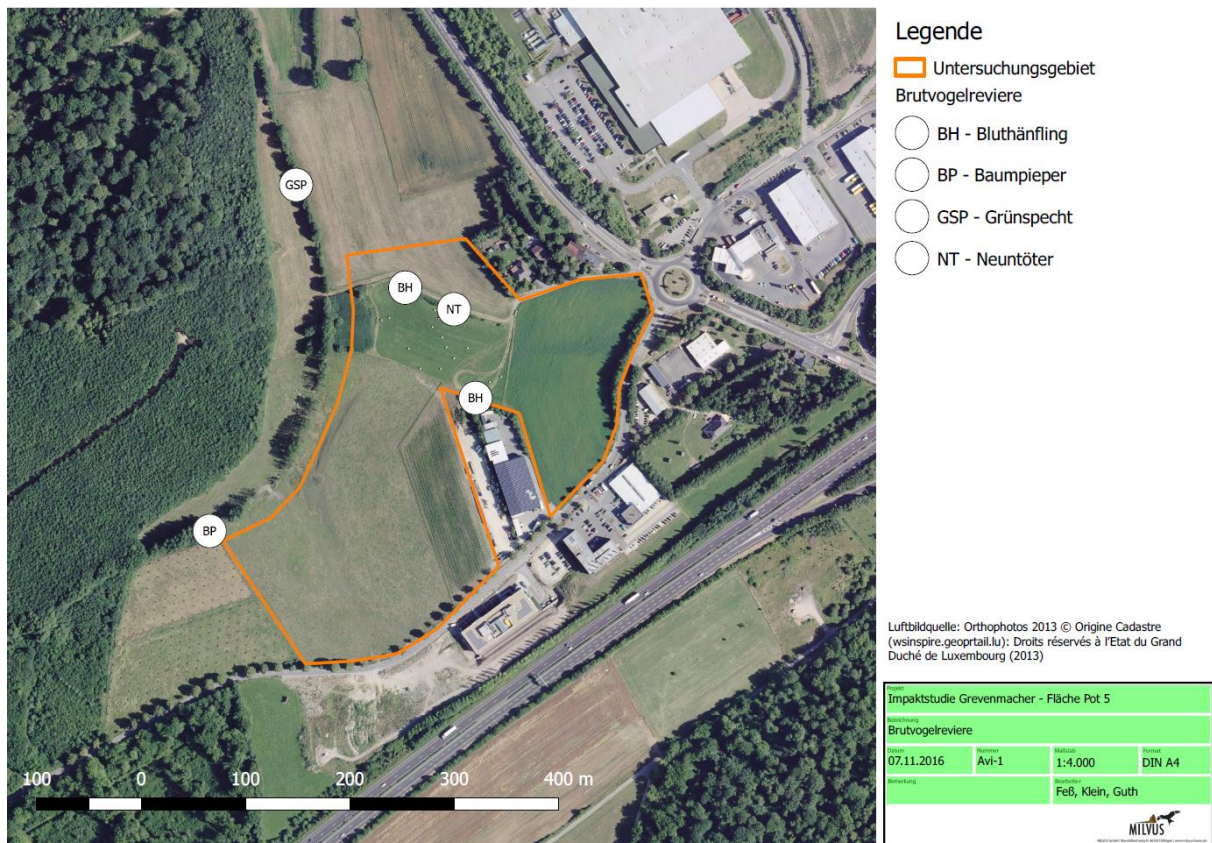 Legende
Untersuchungsgebiet
Brutvogelreviere
BH - Bluthänfling
BP - Baumpieper
GSP - Grünspecht
NT - Neuntöter
GSP
BH
NT
BH
BP
100 0 100 200 300 400 m
Luftbildquelle: Orthophotos 2013 © Origine Cadastre
(wsinspire.geoprtail.lu): Droits réservés à l'Etat du Grand
Duché de Luxembourg (2013)
Projekt
Impaktstudie Grevenmacher - Fläche Pot 5
Bezeichnung
Brutvogelreviere
Datum Nummer Maßstab Format
07.11.2016 Avi-1 1:4.000 DIN A4
Bemerkung Bearbeiter
Feß, Klein, Guth
MILVUS